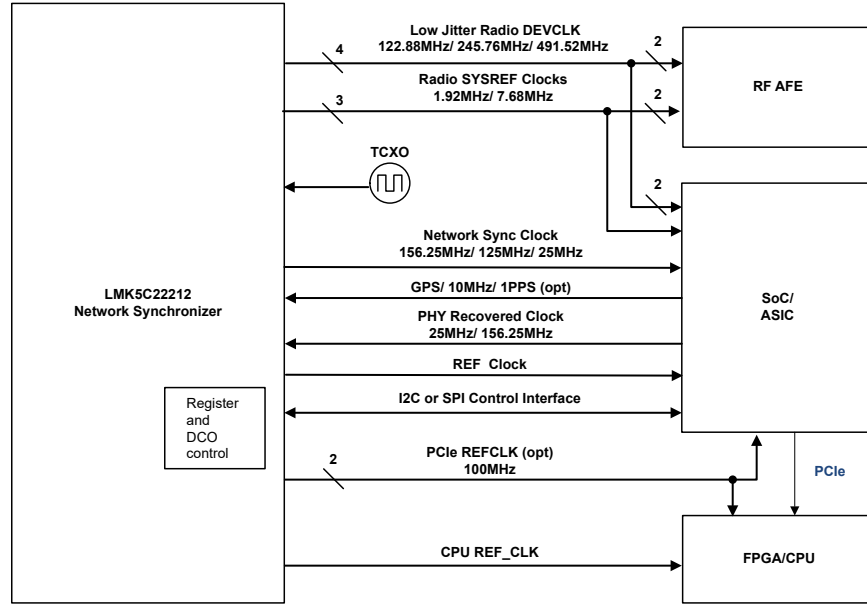 Low Jitter Radio DEVCLK
122.88MHz/ 245.76MHz/ 491.52MHz
4
2
Radio SYSREF Clocks
1.92MHz/ 7.68MHz
3
2
RF AFE
TCXO
2
Network Sync Clock
156.25MHz/ 125MHz/ 25MHz
LMK5C22212
Network Synchronizer
GPS/ 10MHz/ 1PPS (opt)
SoC/
ASIC
PHY Recovered Clock
25MHz/ 156.25MHz
REF Clock
I2C or SPI Control Interface
Register
and
DCO
control
2
PCIe REFCLK (opt)
100MHz
PCIe
CPU REF_CLK
FPGA/CPU